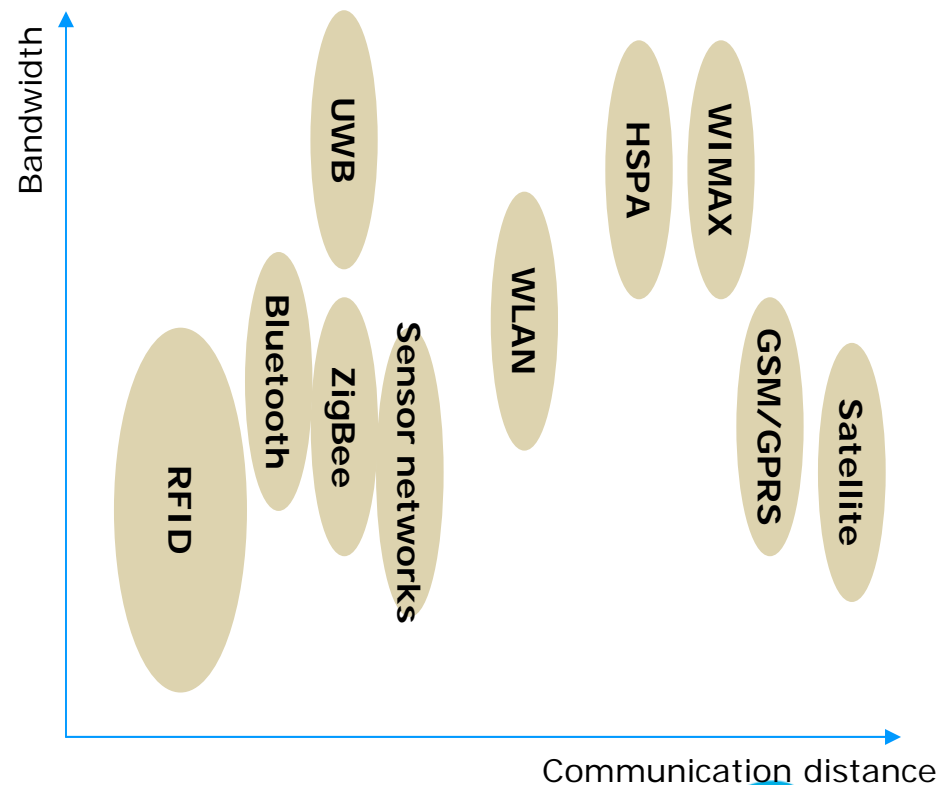 Bandwidth
UWB
HSPA
WIMAX
WLAN
Bluetooth
ZigBee
Sensor networks
GSM/GPRS
Satellite
RFID
Communication distance